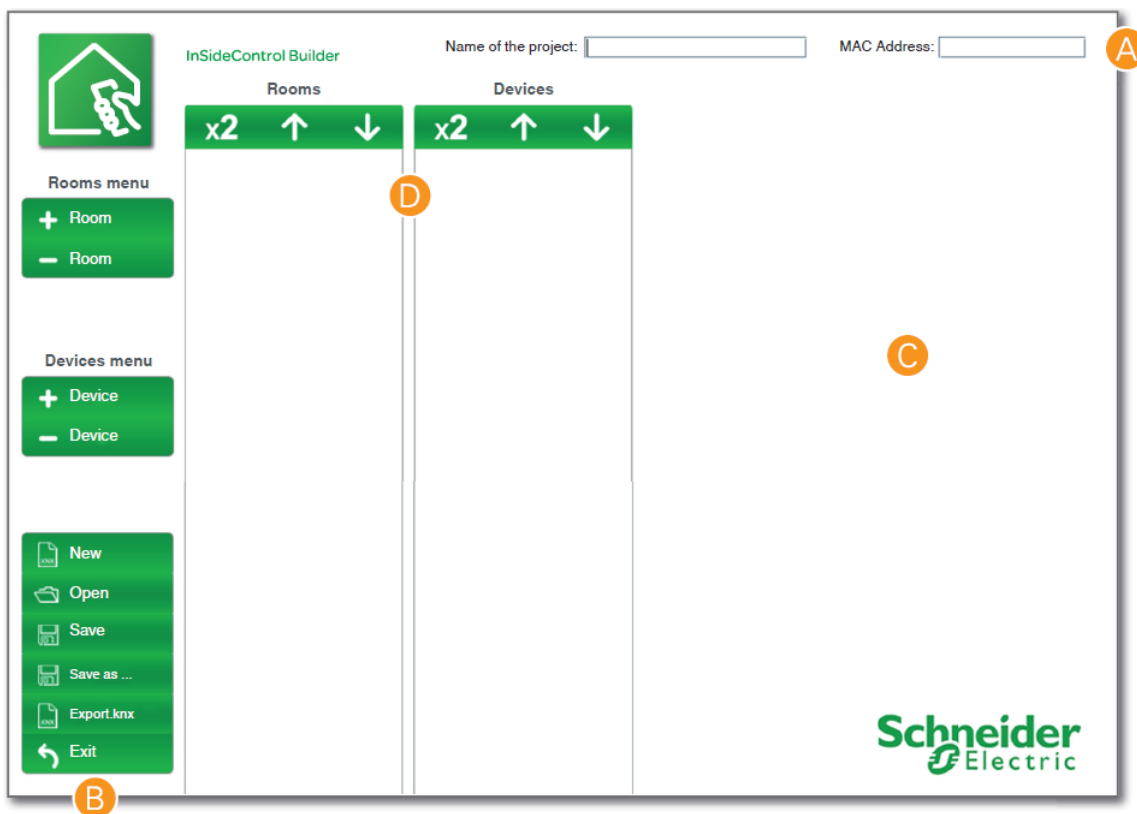 InSideControl Builder
Name of the project:
MAC Address:
A
Rooms
Devices
x2
x2
D
Rooms menu
+ Room
− Room
C
Devices menu
+ Device
− Device
New
Open
Save
Save as ...
Export.knx
Exit
B
Schneider
Electric